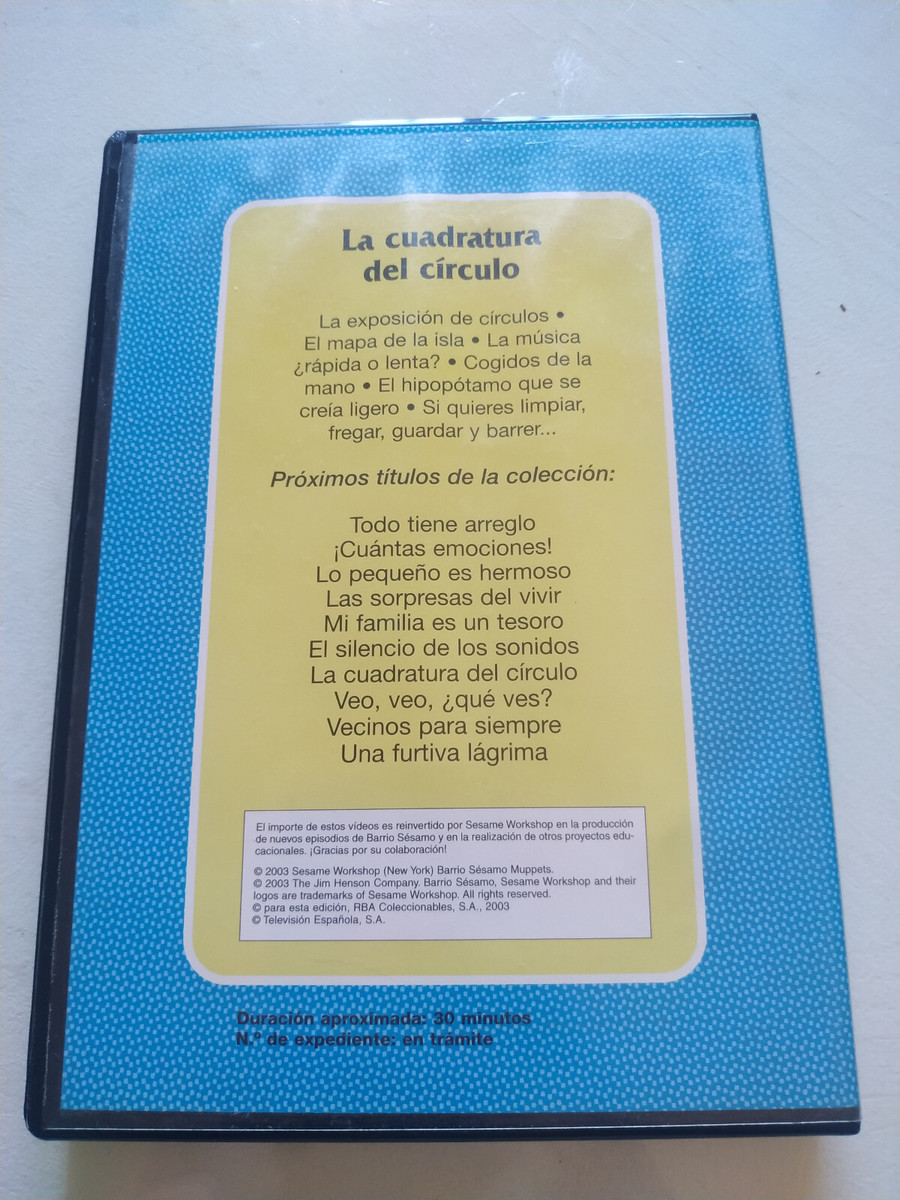 La cuadratura
del círculo
La exposición de círculos •
El mapa de la isla • La música
¿rápida o lenta? • Cogidos de la
mano • El hipopótamo que se
creía ligero • Si quieres limpiar,
fregar, guardar y barrer...
Próximos títulos de la colección:
Todo tiene arreglo
¡Cuántas emociones!
Lo pequeño es hermoso
Las sorpresas del vivir
Mi familia es un tesoro
El silencio de los sonidos
La cuadratura del círculo
Veo, veo, ¿qué ves?
Vecinos para siempre
Una furtiva lágrima
El importe de estos vídeos es reinvertido por Sesame Workshop en la producción
de nuevos episodios de Barrio Sésamo y en la realización de otros proyectos edu-
cacionales. ¡Gracias por su colaboración!
© 2003 Sesame Workshop (New York) Barrio Sésamo Muppets.
© 2003 The Jim Henson Company. Barrio Sésamo, Sesame Workshop and their
logos are trademarks of Sesame Workshop. All rights reserved.
© para esta edición, RBA Coleccionables, S.A., 2003
© Televisión Española, S.A.
Duración aproximada: 30 minutos
N.º de expediente: en trámite